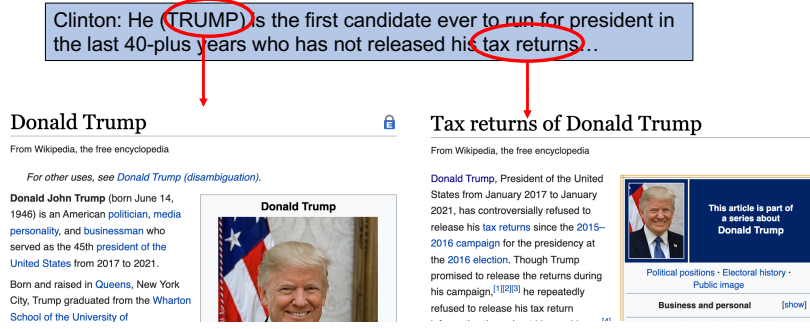 Clinton: He (TRUMP) is the first candidate ever to run for president in
the last 40-plus years who has not released his tax returns…
Donald Trump
From Wikipedia, the free encyclopedia
For other uses, see Donald Trump (disambiguation).
Donald John Trump (born June 14,
1946) is an American politician, media
personality, and businessman who
served as the 45th president of the
United States from 2017 to 2021.
Born and raised in Queens, New York
City, Trump graduated from the Wharton
School of the University of
Donald Trump
Tax returns of Donald Trump
From Wikipedia, the free encyclopedia
Donald Trump, President of the United
States from January 2017 to January
2021, has controversially refused to
release his tax returns since the 2015–
2016 campaign for the presidency at
the 2016 election. Though Trump
promised to release the returns during
his campaign,[1][2][3] he repeatedly
refused to release his tax return
[4]
This article is part of
a series about
Donald Trump
Political positions · Electoral history ·
Public image
Business and personal [show]